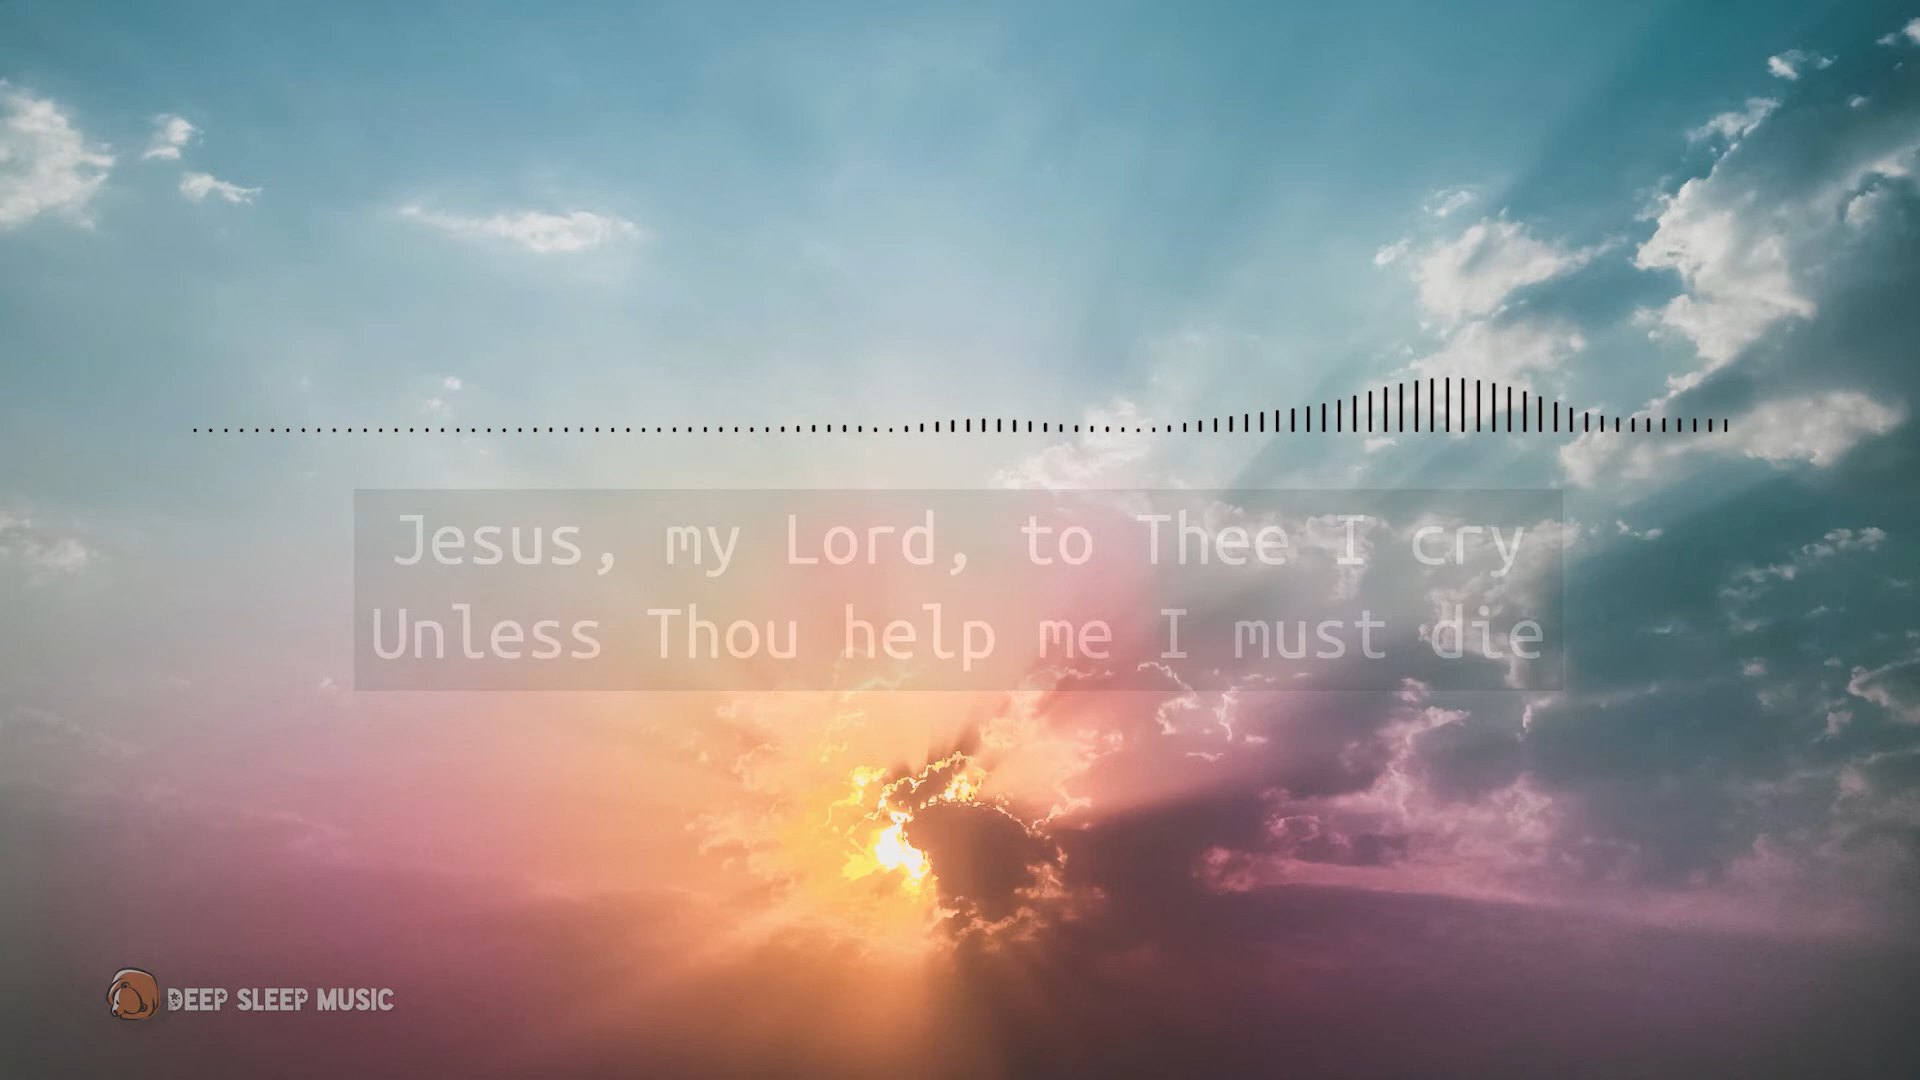 Jesus, my Lord, to Thee I cry
Unless Thou help me I must die
DEEP SLEEP MUSIC